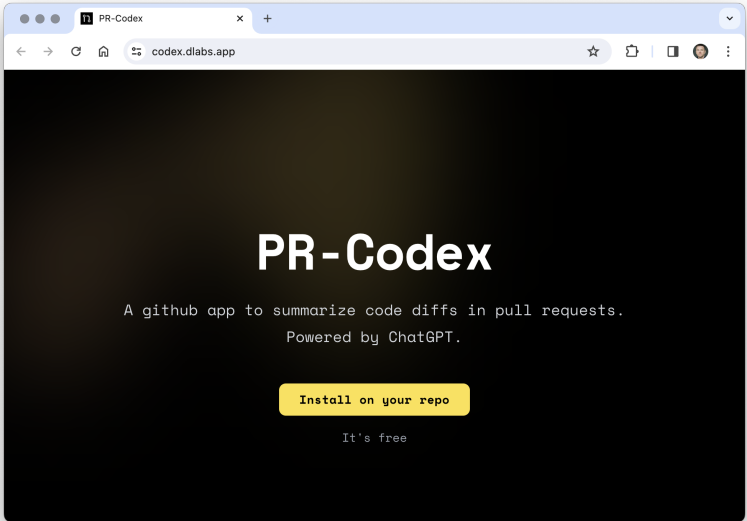 PR-Codex
codex.dlabs.app
PR-Codex
A github app to summarize code diffs in pull requests.
Powered by ChatGPT.
Install on your repo
It's free